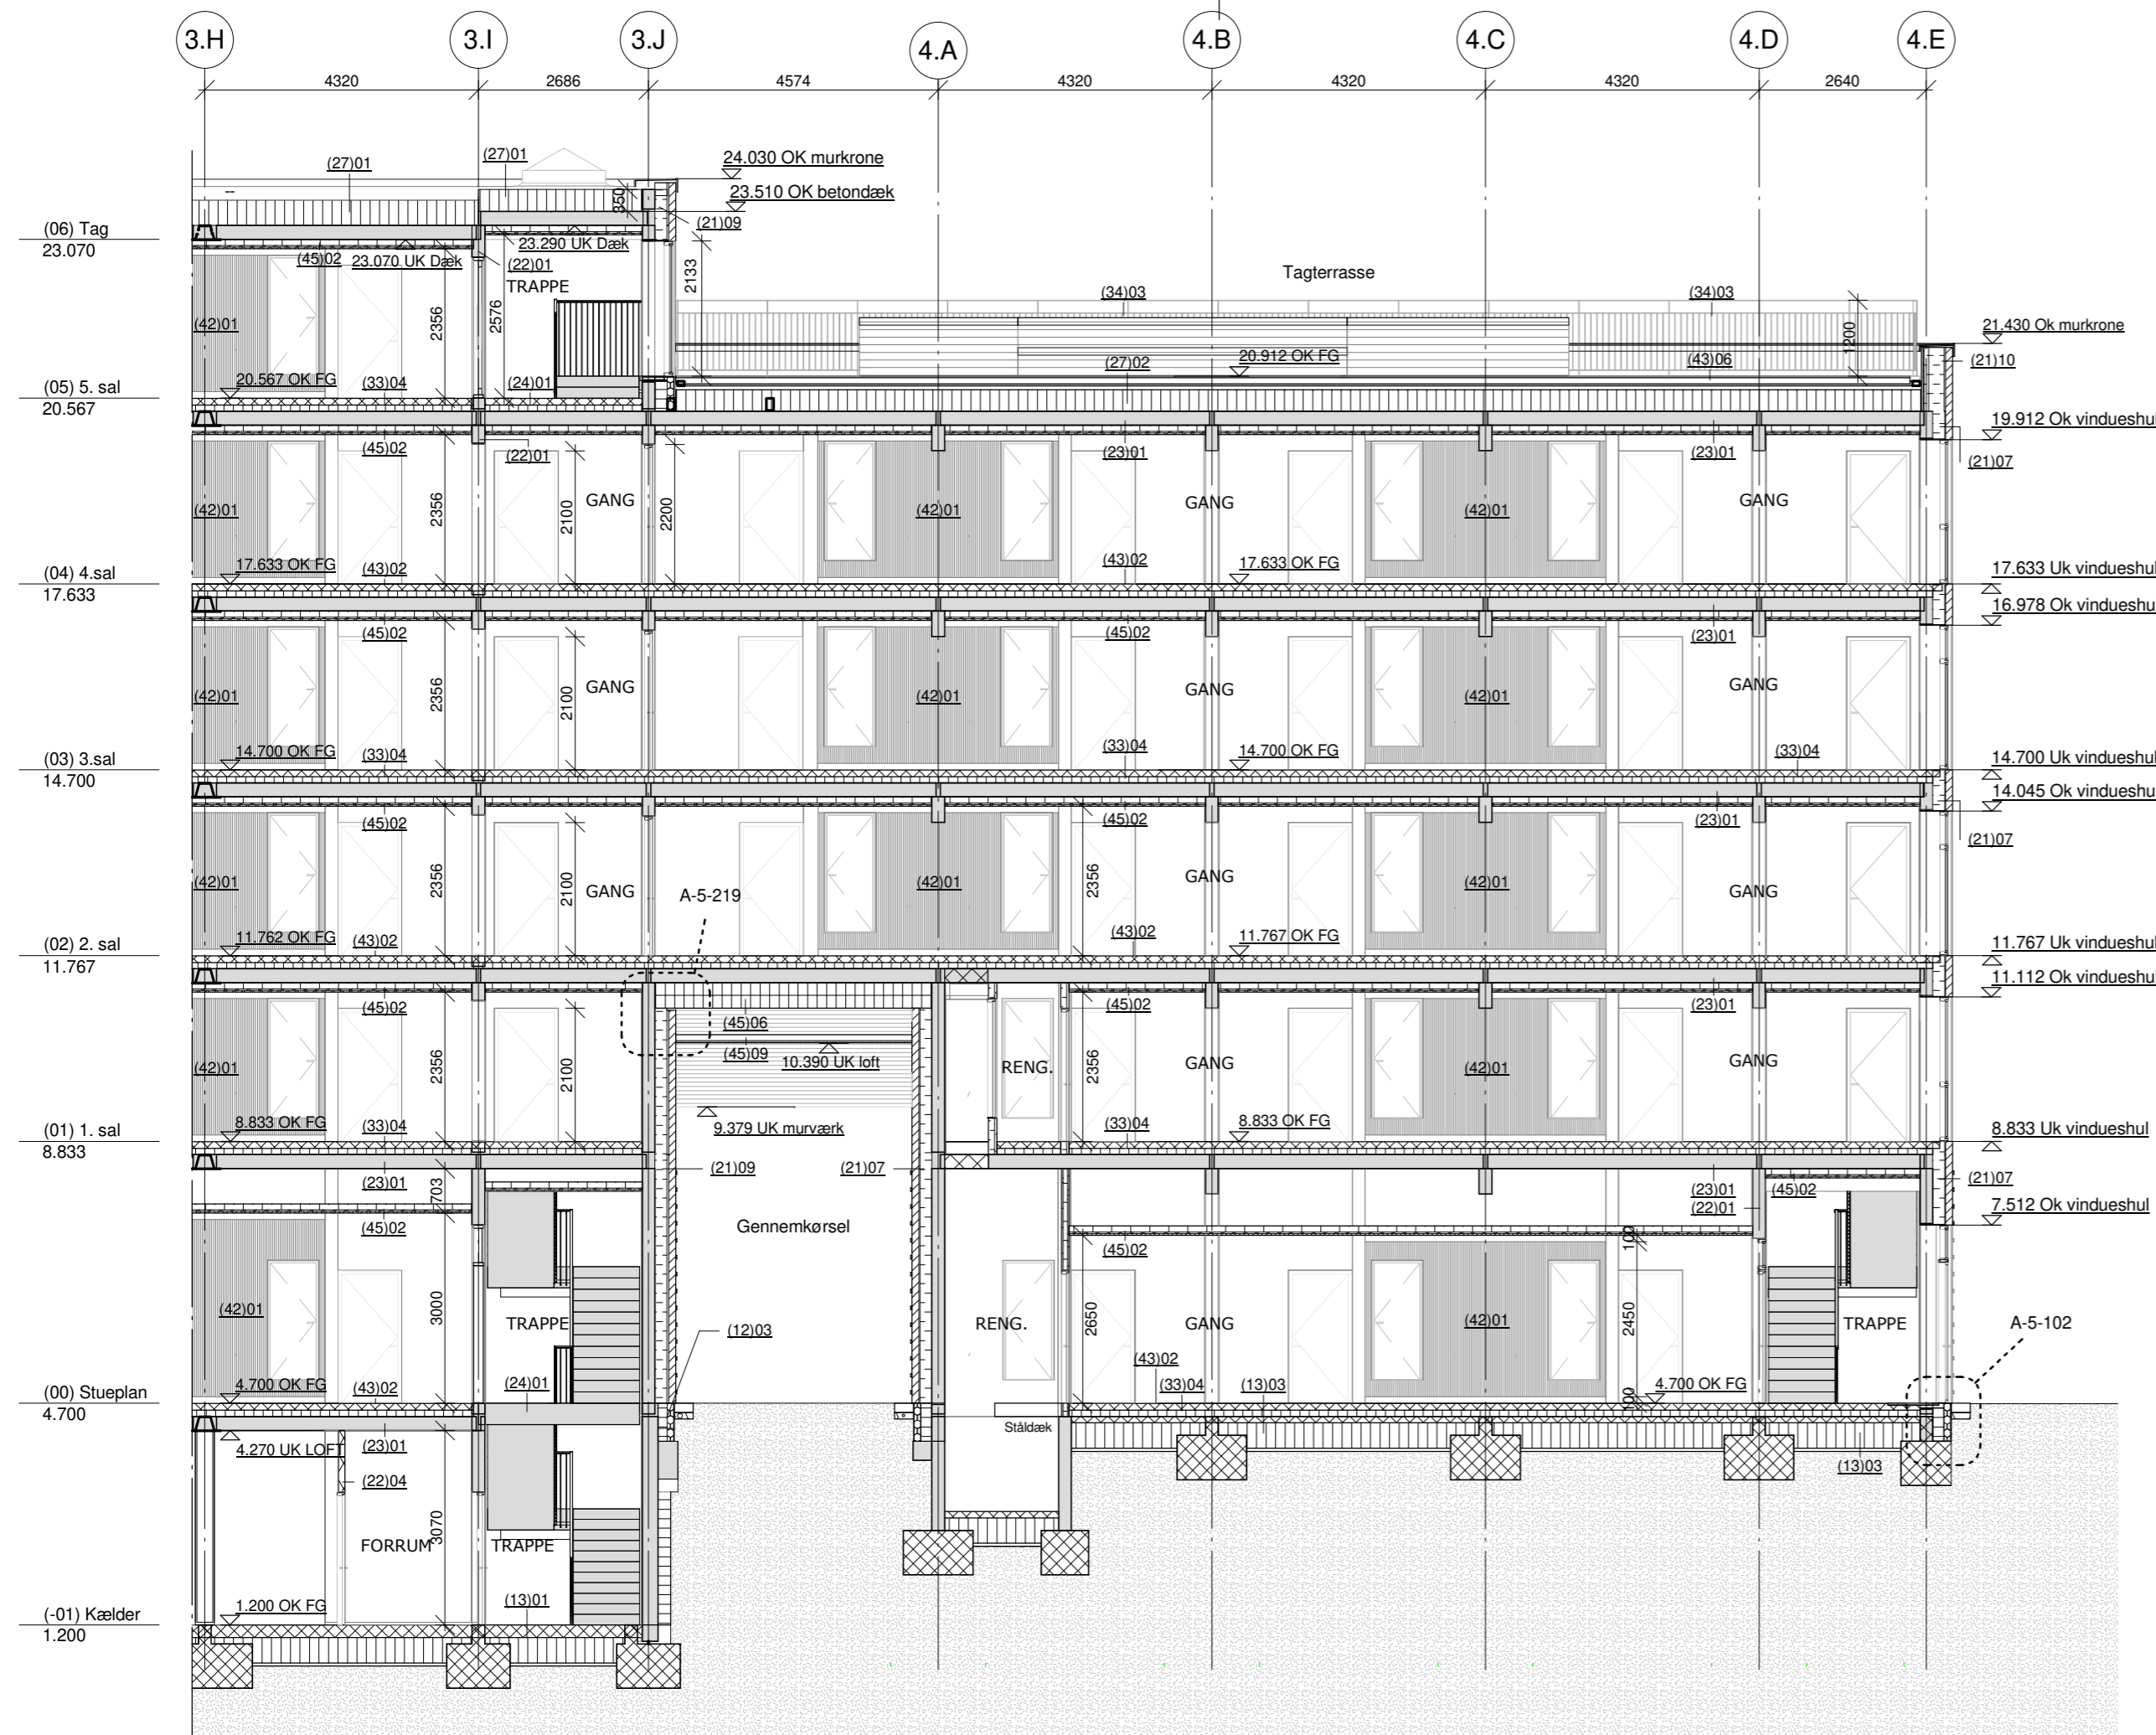 3.H 3.I 3.J 4.A 4.B 4.C 4.D 4.E
4320 2686 4574 4320 4320 4320 2640
(27)01 (27)01 24.030 OK murkrone
350 23.510 OK betondæk
(21)09
(06) Tag
23.070
23.290 UK Dæk
(45)02 23.070 UK Dæk (22)01
TRAPPE
2133
Tagterrasse
(34)03 (34)03
(42)01 2356 2576 1200
21.430 Ok murkrone
(21)10
(27)02 20.912 OK FG (43)06
(05) 5. sal
20.567
20.567 OK FG (33)04 (24)01
19.912 Ok vindueshul
(45)02 (22)01 (23)01 (23)01
(21)07
(42)01 2356 2100 GANG 2200 (42)01 GANG (42)01 GANG
(04) 4.sal
17.633
17.633 OK FG (43)02 (43)02 17.633 OK FG
17.633 Uk vindueshul
16.978 Ok vindueshul
(45)02 (45)02 (23)01
(42)01 2356 2100 GANG (42)01 GANG (42)01 GANG
(03) 3.sal
14.700
14.700 OK FG (33)04 (33)04 14.700 OK FG (33)04
14.700 Uk vindueshul
14.045 Ok vindueshul
(45)02 (45)02 (23)01
(21)07
(42)01 2356 2100 GANG A-5-219 (42)01 2356 GANG (42)01 GANG
(02) 2. sal
11.767
11.762 OK FG (43)02 (43)02 11.767 OK FG
11.767 Uk vindueshul
11.112 Ok vindueshul
(45)02 (45)06 (45)02 (23)01
(45)09 10.390 UK loft
(42)01 2356 2100 RENG. 2356 GANG (42)01 GANG
9.379 UK murværk
(01) 1. sal
8.833
8.833 OK FG (33)04 (33)04 8.833 OK FG
8.833 Uk vindueshul
(23)01 703 (21)09 (21)07 (23)01 (45)02 (21)07
(22)01
7.512 Ok vindueshul
(45)02 Gennemkørsel (45)02 100
(42)01 3000 TRAPPE (12)03 RENG. 2650 GANG (42)01 2450 TRAPPE A-5-102
(00) Stueplan
4.700
4.700 OK FG (43)02 (24)01 (43)02
(33)04 (13)03 100 4.700 OK FG
Ståldæk
4.270 UK LOFT (23)01
(22)04 (13)03
FORRUM 3070 TRAPPE
(-01) Kælder
1.200
1.200 OK FG (13)01